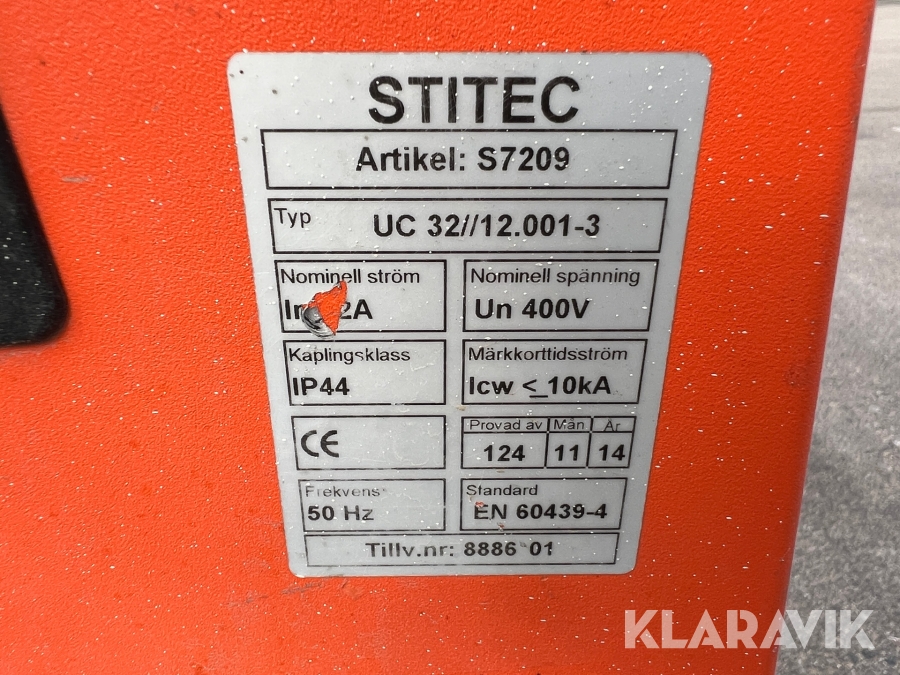 STITEC
Artikel: S7209
Typ UC 32//12.001-3
Nominell ström Nominell spänning
Un 400V
Kaplingsklass Märkkorttidsström
IP44 Icw <_10kA
CE Provad av Mån År
124 11 14
Frekvens Standard
50 Hz EN 60439-4
Tillv.nr: 8886 01
KLARAVIK